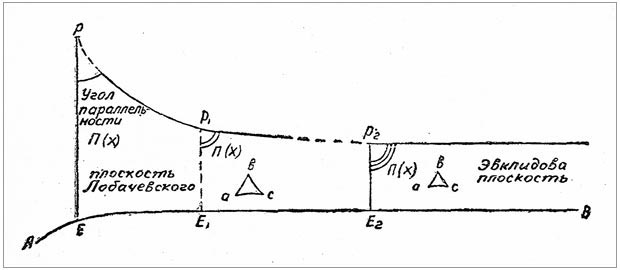 P
Угол
параллель-
ности
П(x)
P₁
П(x)
P₂
П(x)
Эвклидова
плоскость
плоскость
Лобачевского
в
а с
в
а с
A E E₁ E₂ B